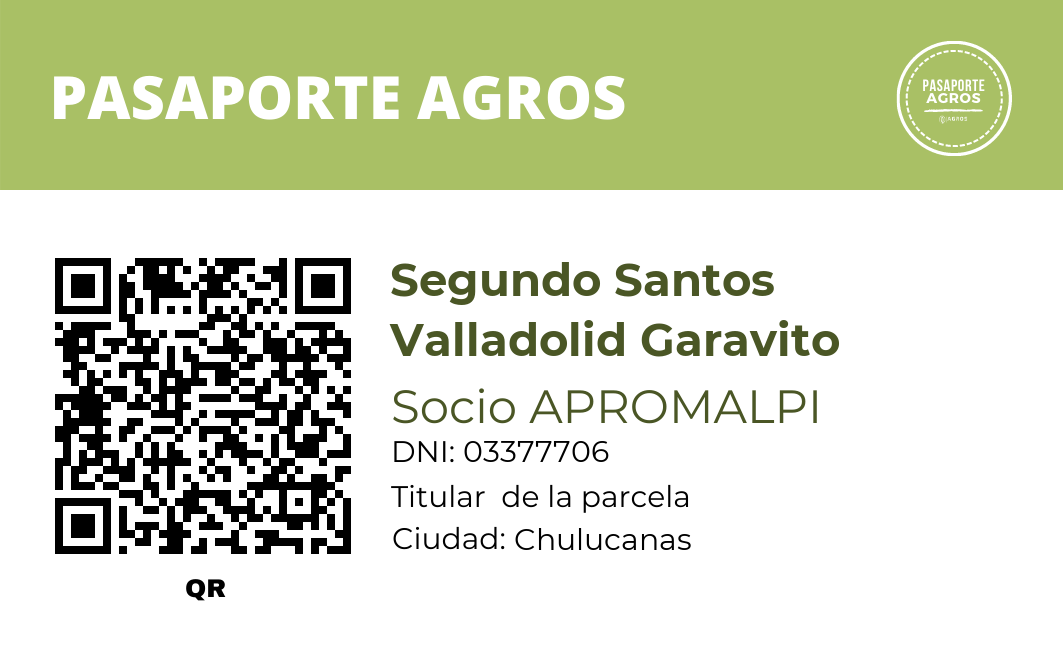 PASAPORTE AGROS
PASAPORTE
AGROS
AGROS
Segundo Santos
Valladolid Garavito
Socio APROMALPI
DNI: 03377706
Titular de la parcela
Ciudad: Chulucanas
QR